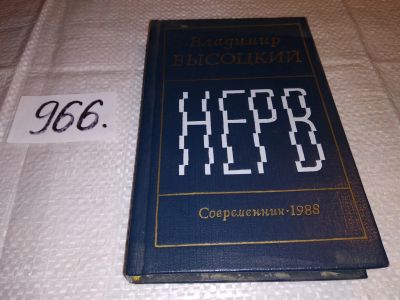 966.
Владимир
ВЫСОЦКИЙ
НЕРВ
Современник·1988